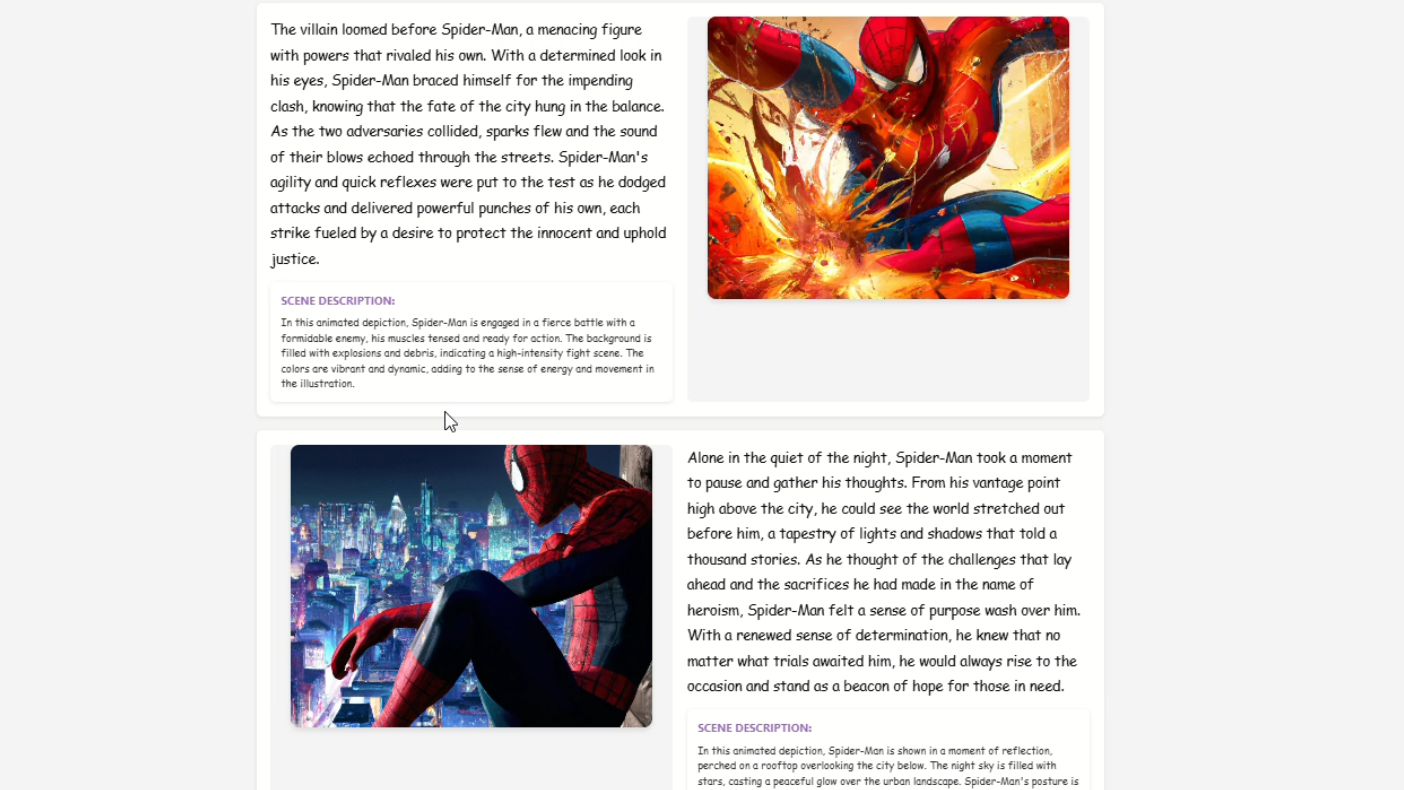 The villain loomed before Spider-Man, a menacing figure
with powers that rivaled his own. With a determined look in
his eyes, Spider-Man braced himself for the impending
clash, knowing that the fate of the city hung in the balance.
As the two adversaries collided, sparks flew and the sound
of their blows echoed through the streets. Spider-Man's
agility and quick reflexes were put to the test as he dodged
attacks and delivered powerful punches of his own, each
strike fueled by a desire to protect the innocent and uphold
justice.
SCENE DESCRIPTION:
In this animated depiction, Spider-Man is engaged in a fierce battle with a
formidable enemy, his muscles tensed and ready for action. The background is
filled with explosions and debris, indicating a high-intensity fight scene. The
colors are vibrant and dynamic, adding to the sense of energy and movement in
the illustration.
Alone in the quiet of the night, Spider-Man took a moment
to pause and gather his thoughts. From his vantage point
high above the city, he could see the world stretched out
before him, a tapestry of lights and shadows that told a
thousand stories. As he thought of the challenges that lay
ahead and the sacrifices he had made in the name of
heroism, Spider-Man felt a sense of purpose wash over him.
With a renewed sense of determination, he knew that no
matter what trials awaited him, he would always rise to the
occasion and stand as a beacon of hope for those in need.
SCENE DESCRIPTION:
In this animated depiction, Spider-Man is shown in a moment of reflection,
perched on a rooftop overlooking the city below. The night sky is filled with
stars, casting a peaceful glow over the urban landscape. Spider-Man's posture is